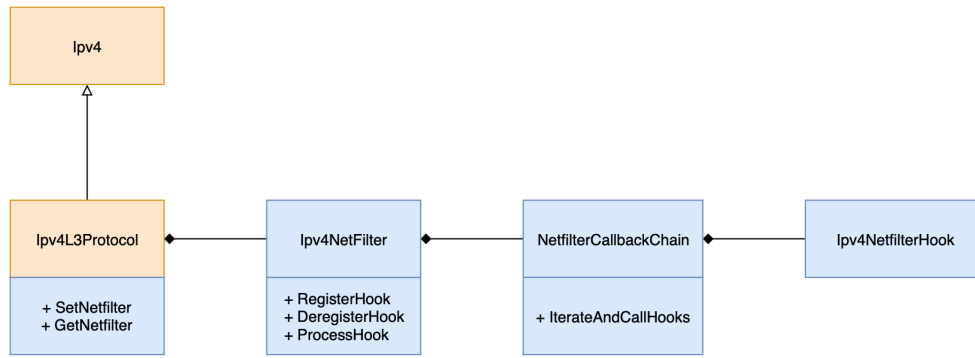 Ipv4
Ipv4L3Protocol
Ipv4NetFilter
NetfilterCallbackChain
Ipv4NetfilterHook
+ SetNetfilter
+ GetNetfilter
+ RegisterHook
+ DeregisterHook
+ ProcessHook
+ IterateAndCallHooks